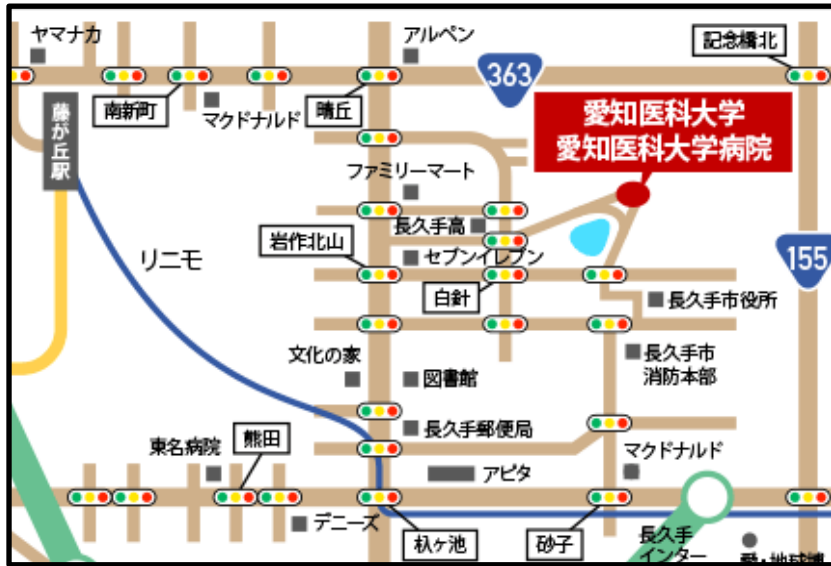 ヤマナカ
アルペン
記念橋北
363
南新町
マクドナルド
晴丘
愛知医科大学
愛知医科大学病院
藤が丘駅
ファミリーマート
長久手高
岩作北山
セブンイレブン
リニモ
155
白針
長久手市役所
文化の家
図書館
長久手市
消防本部
長久手郵便局
東名病院
熊田
マクドナルド
アピタ
デニーズ
杁ヶ池
砂子
長久手
インター
愛・地球博